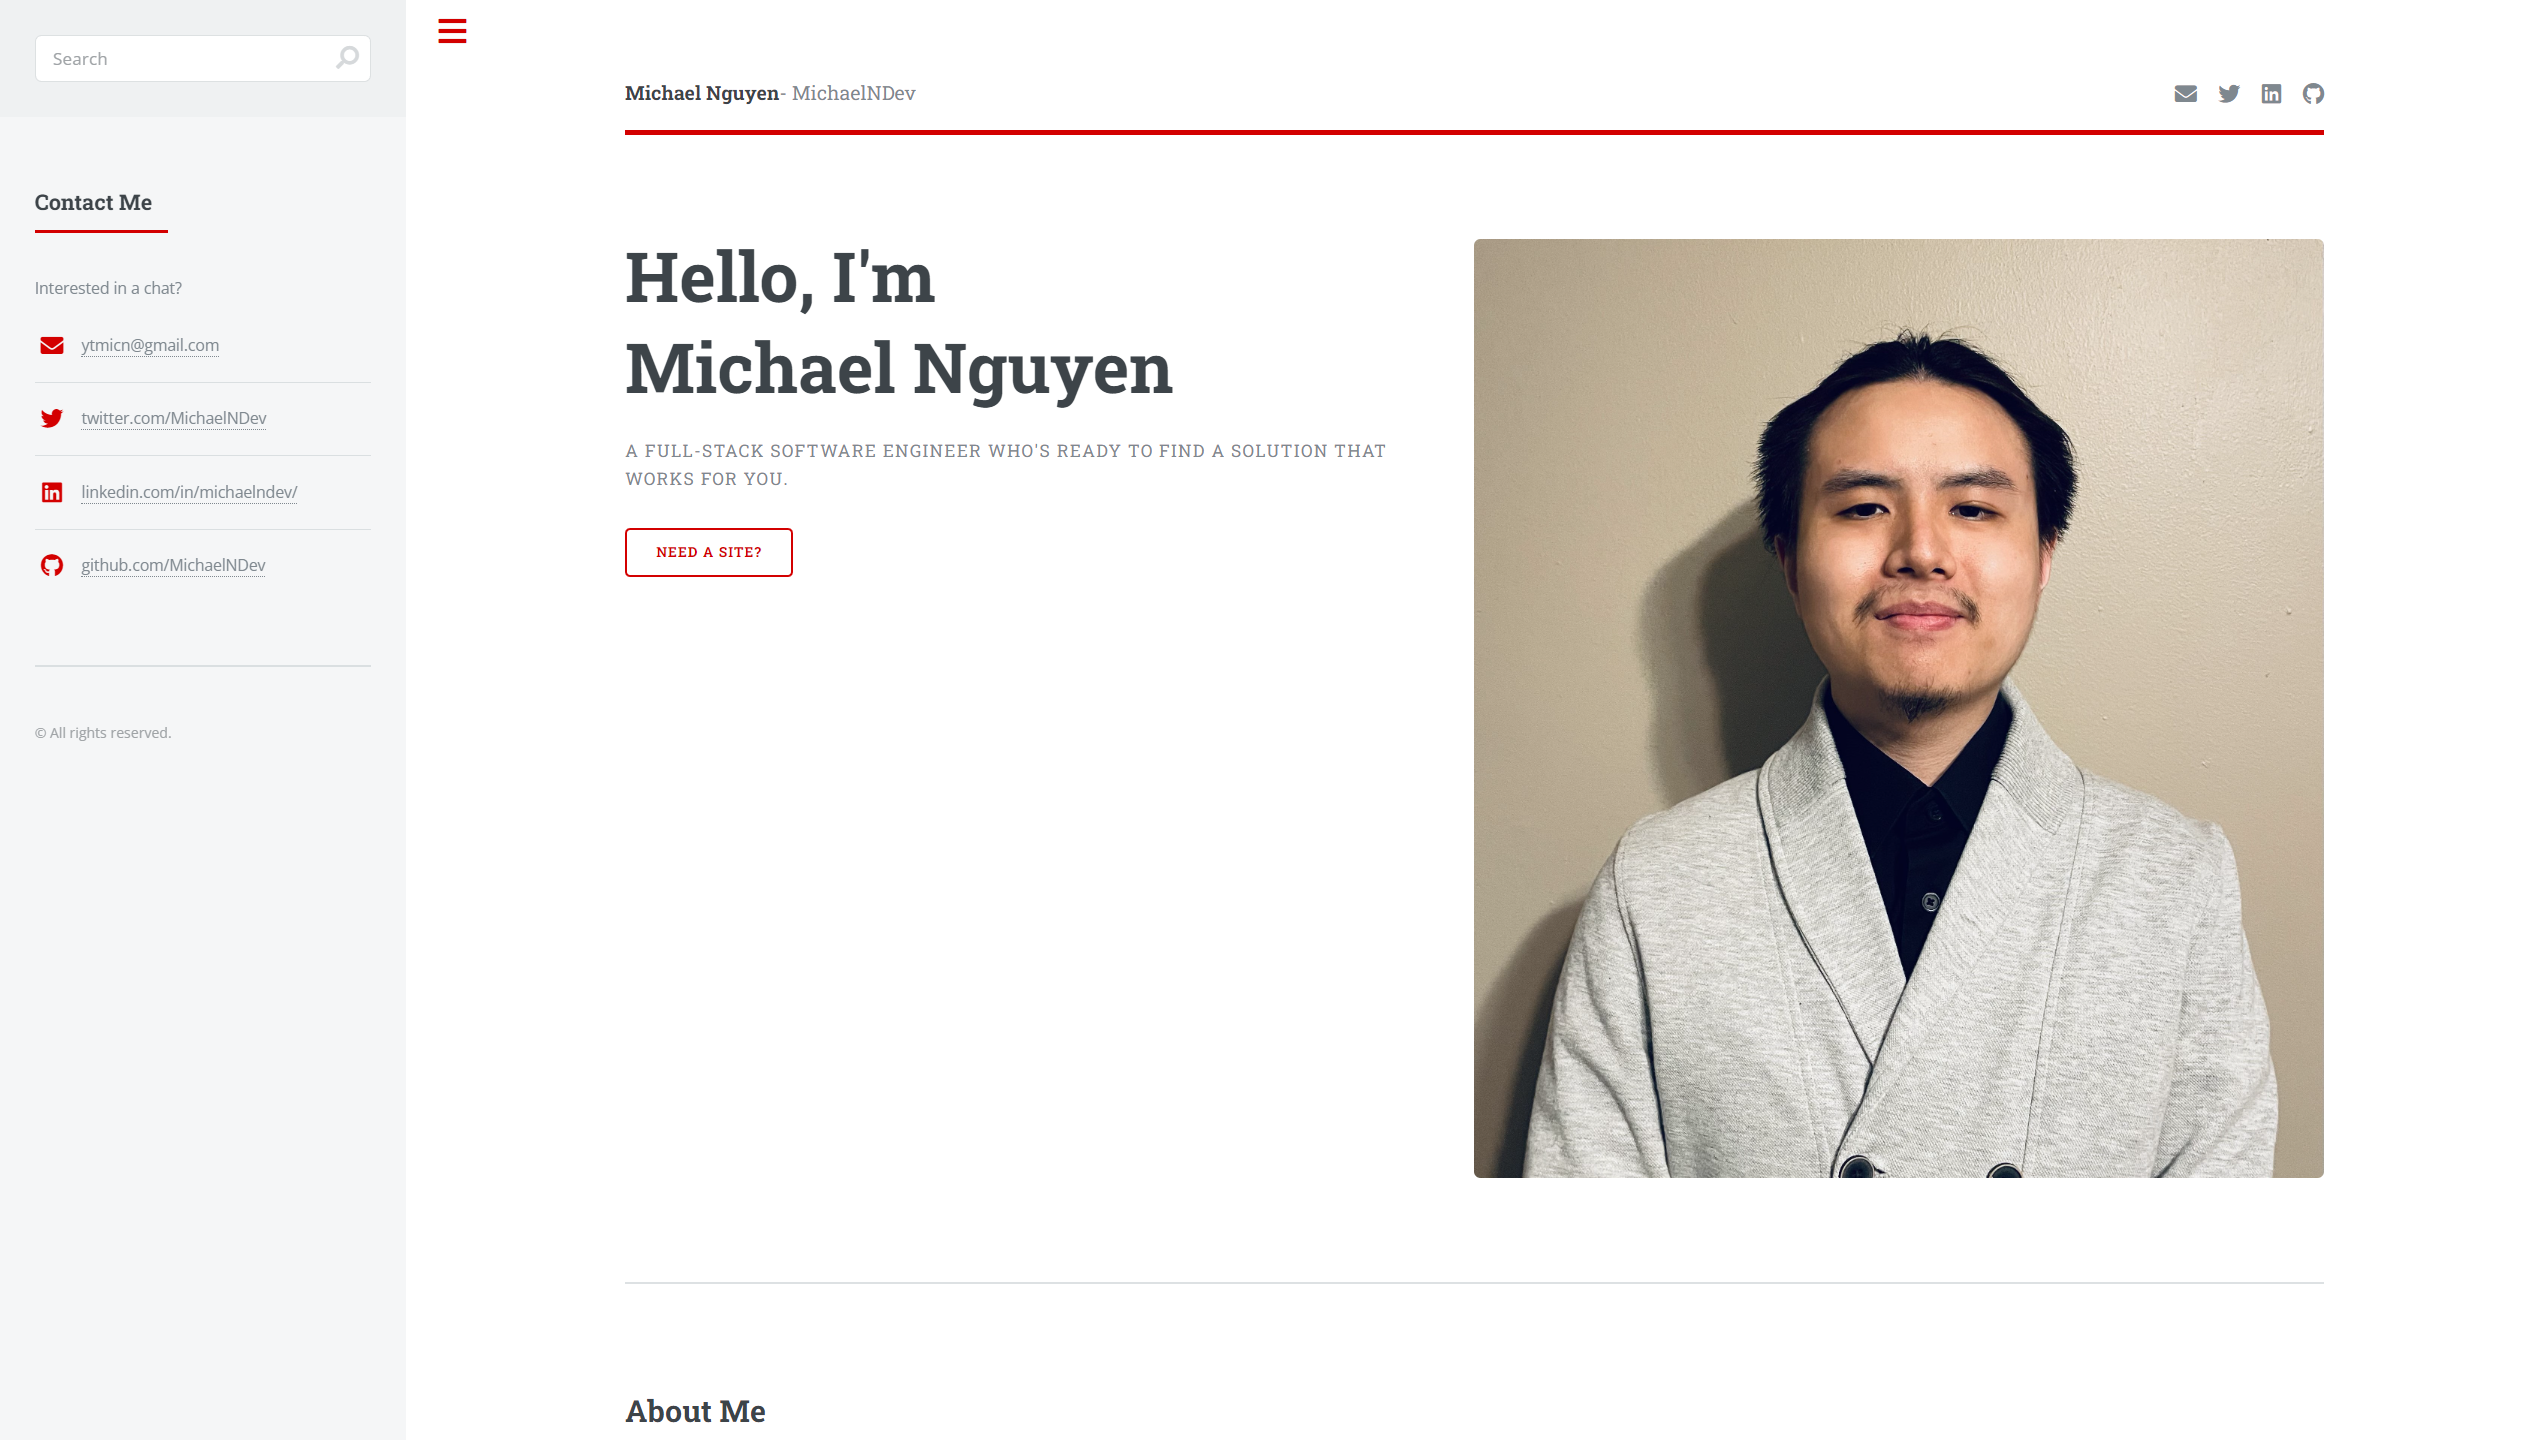 Search
Contact Me
Interested in a chat?
ytmicn@gmail.com
twitter.com/MichaelNDev
linkedin.com/in/michaelndev/
github.com/MichaelNDev
© All rights reserved.
Michael Nguyen- MichaelNDev
Hello, I'm
Michael Nguyen
A FULL-STACK SOFTWARE ENGINEER WHO'S READY TO FIND A SOLUTION THAT
WORKS FOR YOU.
NEED A SITE?
About Me